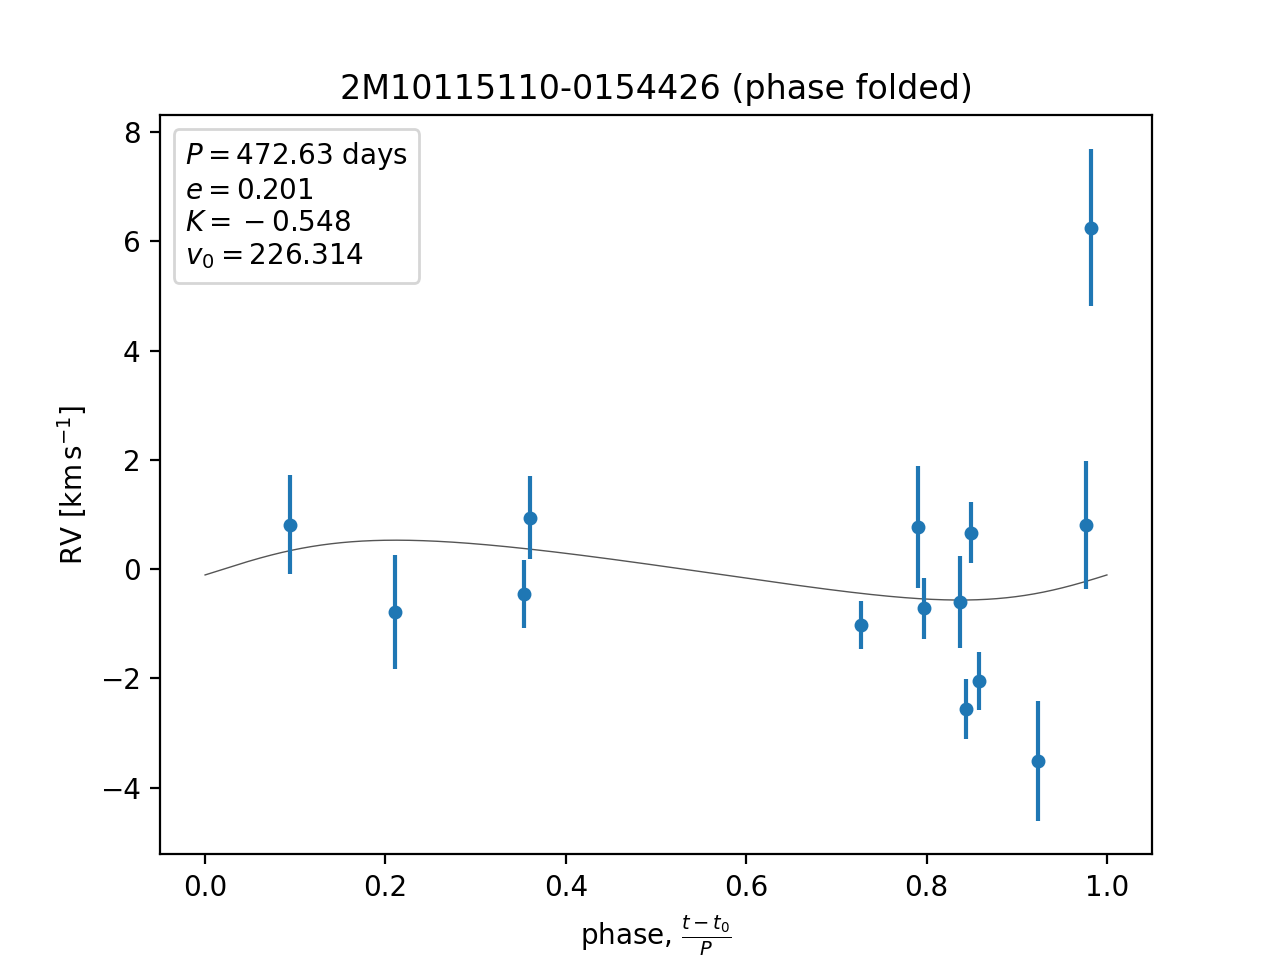 2M10115110-0154426 (phase folded)
P = 472.63 days
e = 0.201
K = − 0.548
v₀ = 226.314
8
6
4
2
0
−2
−4
RV [km s⁻¹]
0.0 0.2 0.4 0.6 0.8 1.0
phase, t − t₀ / P